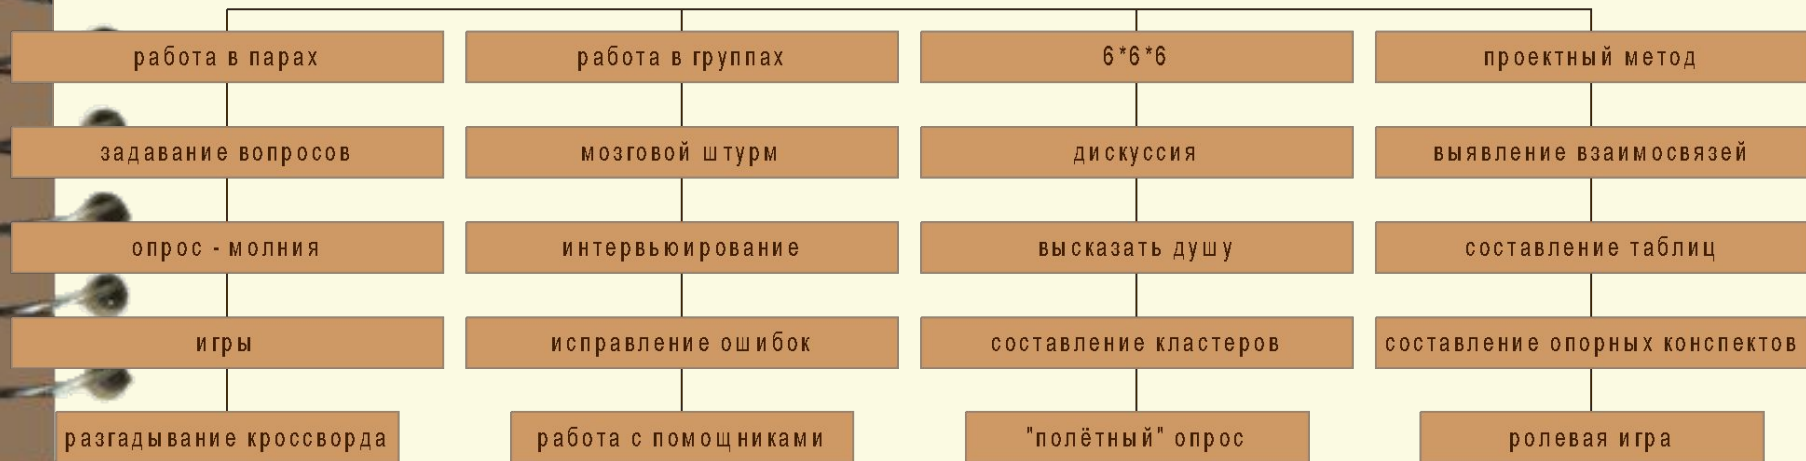 работа в парах
работа в группах
6*6*6
проектный метод
задавание вопросов
мозговой штурм
дискуссия
выявление взаимосвязей
опрос - молния
интервьюирование
высказать душу
составление таблиц
игры
исправление ошибок
составление кластеров
составление опорных конспектов
разгадывание кроссворда
работа с помощниками
"полётный" опрос
ролевая игра